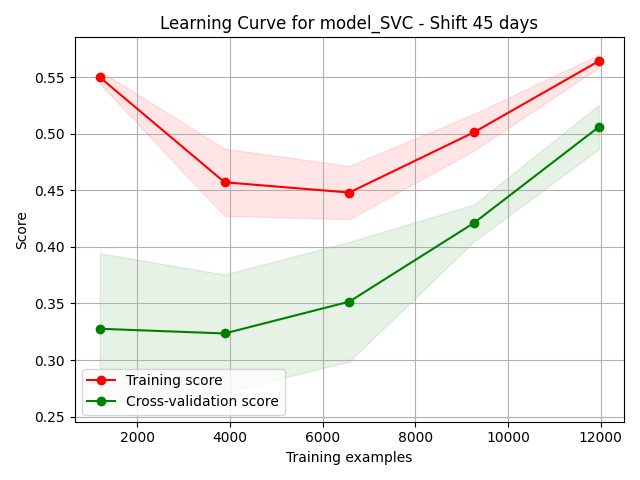 Learning Curve for model_SVC - Shift 45 days
0.55
0.50
0.45
0.40
0.35
0.30
0.25
Score
Training score
Cross-validation score
2000 4000 6000 8000 10000 12000
Training examples